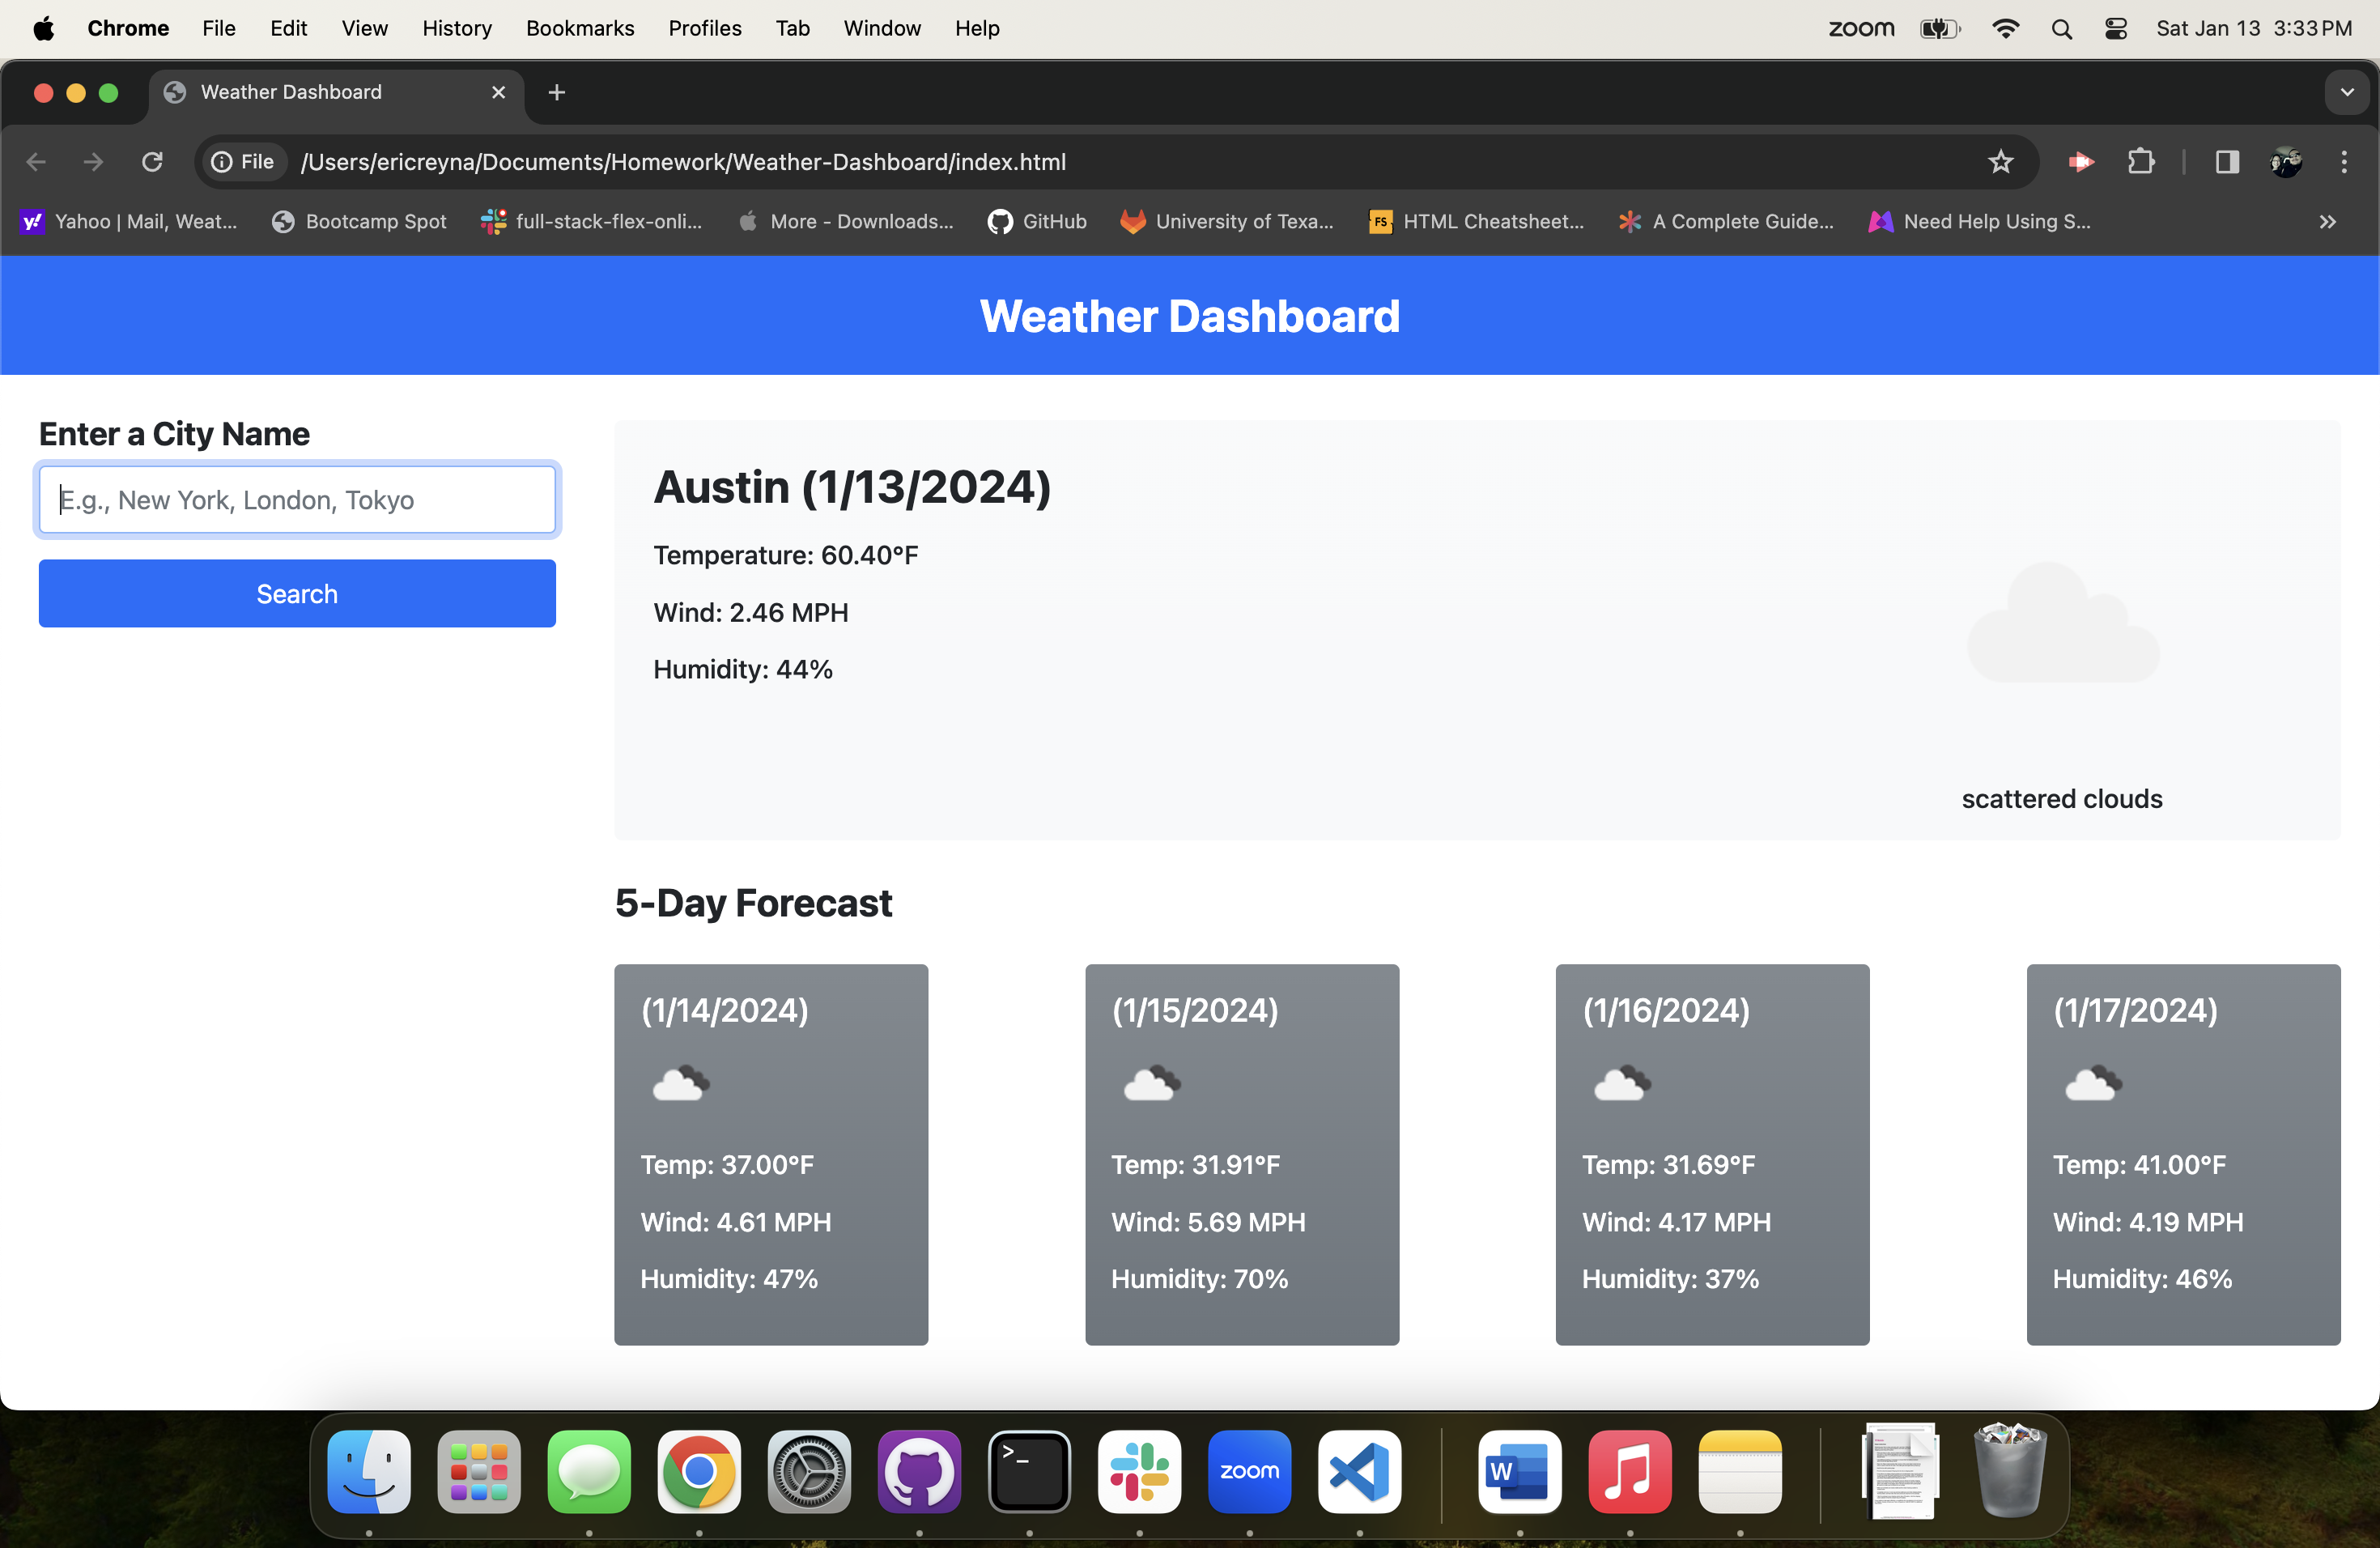 Chrome File Edit View History Bookmarks Profiles Tab Window Help zoom Sat Jan 13 3:33 PM
Weather Dashboard
File /Users/ericreyna/Documents/Homework/Weather-Dashboard/index.html
y! Yahoo | Mail, Weat... Bootcamp Spot full-stack-flex-onli... More - Downloads... GitHub University of Texa... FS HTML Cheatsheet... A Complete Guide... Need Help Using S... »
Weather Dashboard
Enter a City Name
E.g., New York, London, Tokyo
Search
Austin (1/13/2024)
Temperature: 60.40°F
Wind: 2.46 MPH
Humidity: 44%
scattered clouds
5-Day Forecast
(1/14/2024)
Temp: 37.00°F
Wind: 4.61 MPH
Humidity: 47%
(1/15/2024)
Temp: 31.91°F
Wind: 5.69 MPH
Humidity: 70%
(1/16/2024)
Temp: 31.69°F
Wind: 4.17 MPH
Humidity: 37%
(1/17/2024)
Temp: 41.00°F
Wind: 4.19 MPH
Humidity: 46%
>_ zoom W